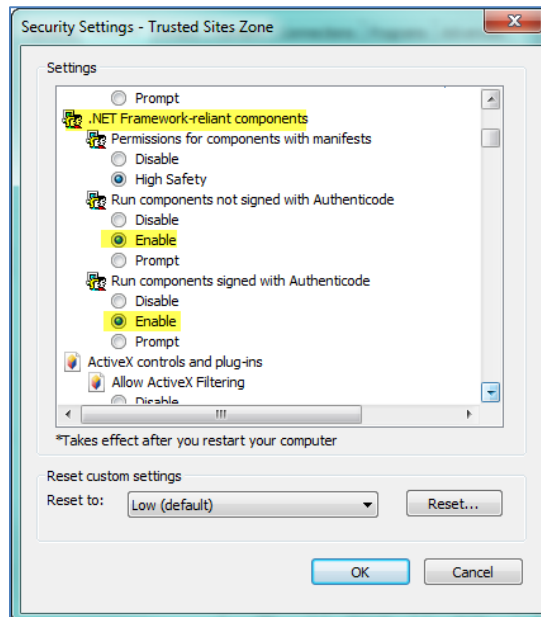 Security Settings - Trusted Sites Zone
Settings
Prompt
.NET Framework-reliant components
Permissions for components with manifests
Disable
High Safety
Run components not signed with Authenticode
Disable
Enable
Prompt
Run components signed with Authenticode
Disable
Enable
Prompt
ActiveX controls and plug-ins
Allow ActiveX Filtering
Disable
*Takes effect after you restart your computer
Reset custom settings
Reset to:
Low (default)
Reset...
OK
Cancel